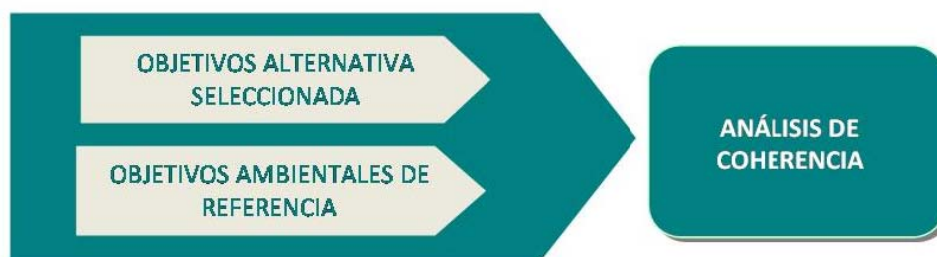 OBJETIVOS ALTERNATIVA
SELECCIONADA
OBJETIVOS AMBIENTALES DE
REFERENCIA
ANÁLISIS DE
COHERENCIA